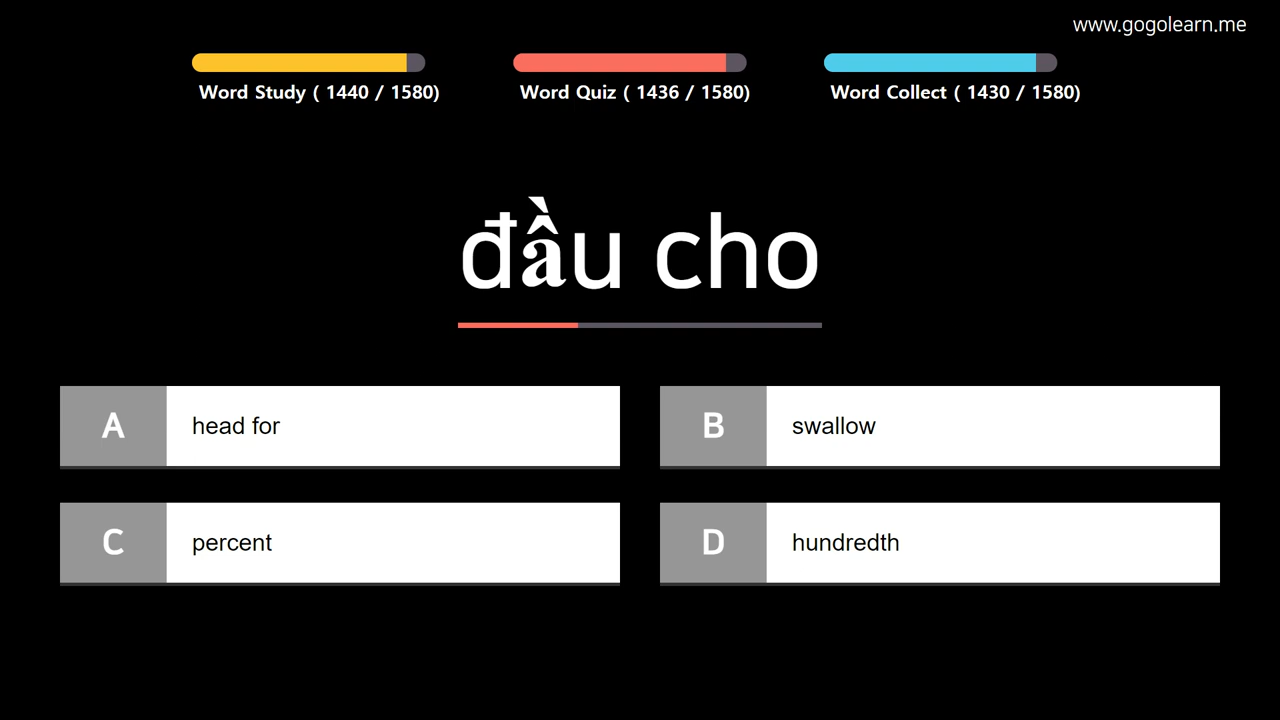 www.gogolearn.me
Word Study ( 1440 / 1580)
Word Quiz ( 1436 / 1580)
Word Collect ( 1430 / 1580)
đầu cho
A head for
B swallow
C percent
D hundredth